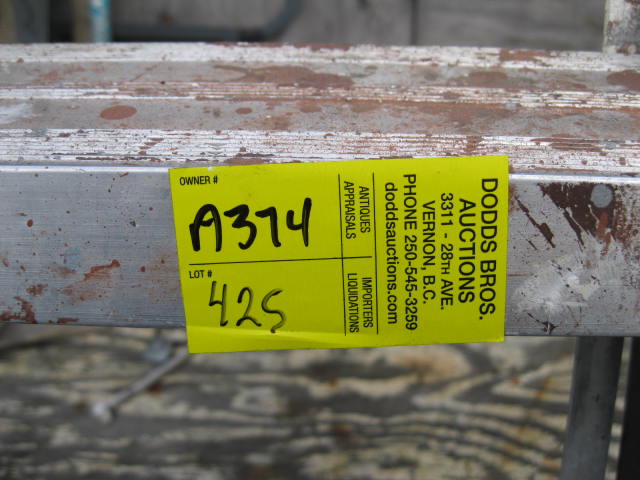 OWNER #
A374
LOT #
425
ANTIQUES
APPRAISALS
IMPORTERS
LIQUIDATIONS
DODDS BROS.
AUCTIONS
3311 - 28TH AVE.
VERNON, B.C.
PHONE 250-545-3259
doddsauctions.com